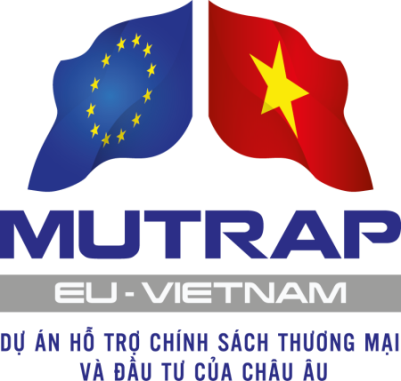 MUTRAP
EU - VIETNAM
DỰ ÁN HỖ TRỢ CHÍNH SÁCH THƯƠNG MẠI
VÀ ĐẦU TƯ CỦA CHÂU ÂU